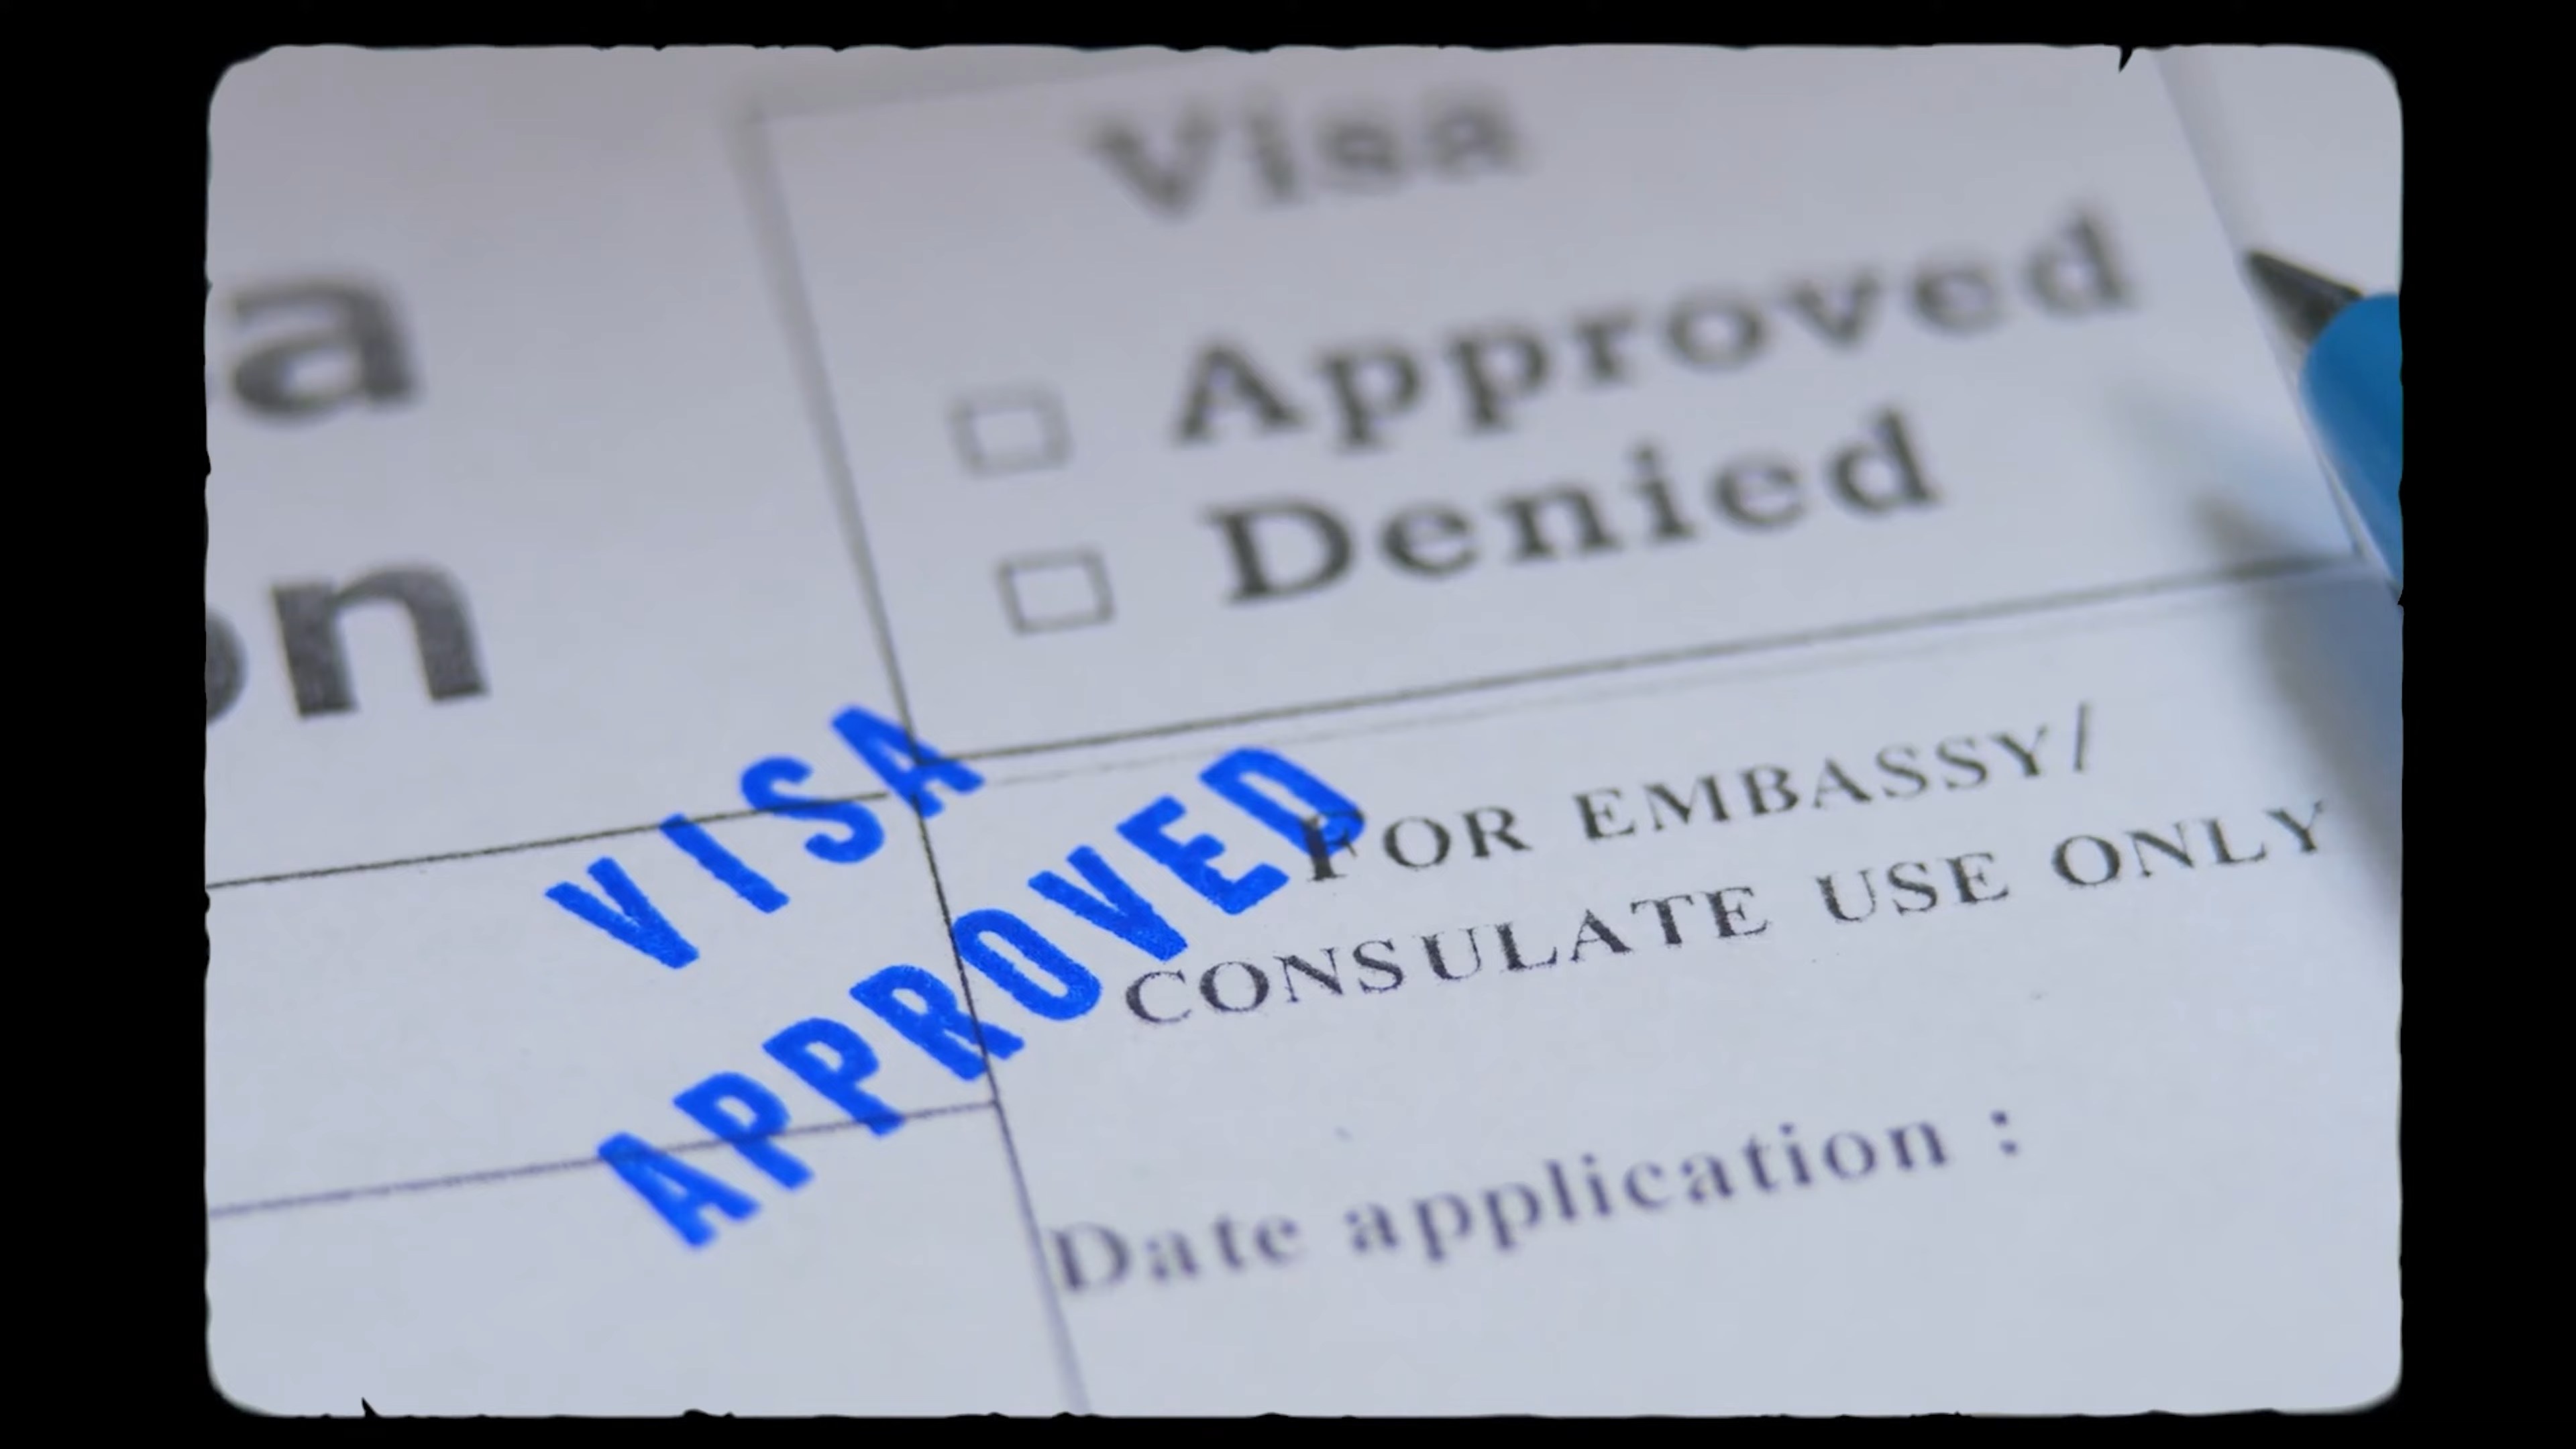 Visa
Approved
Denied
VISA
APPROVED
FOR EMBASSY/
CONSULATE USE ONLY
Date application :